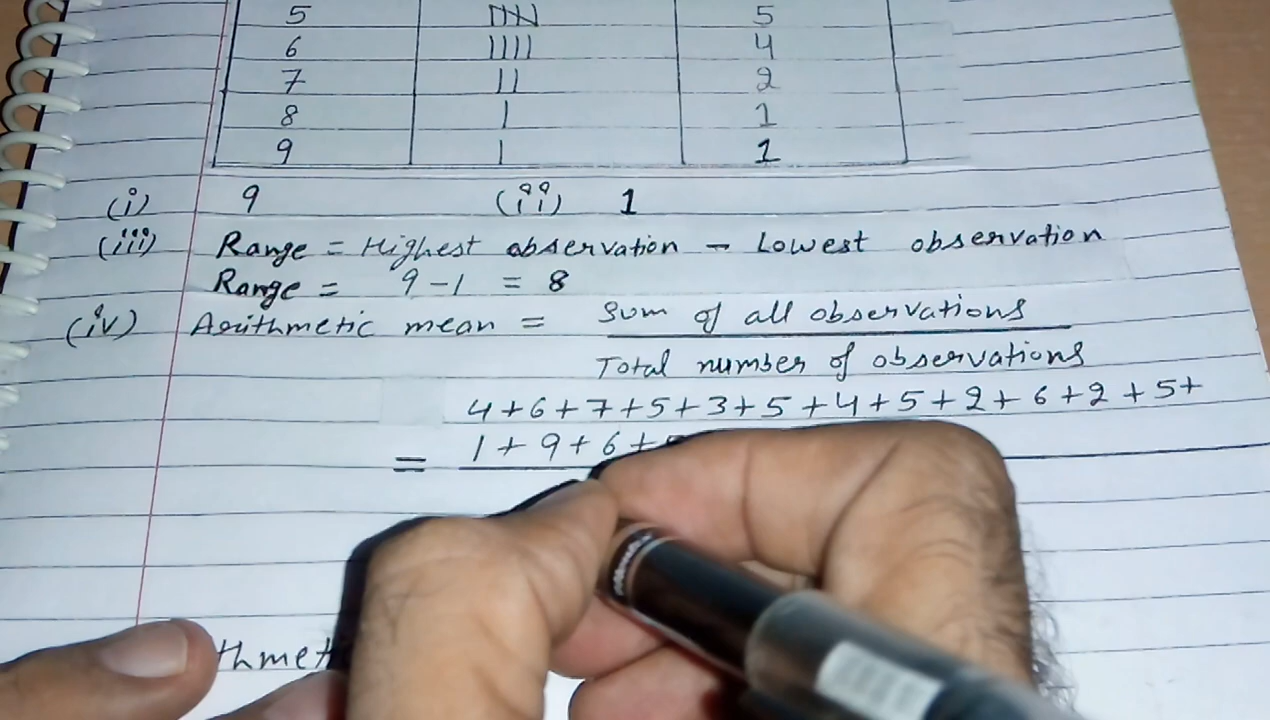 5 5
6 |||| 4
7 || 2
8 | 1
9 | 1
(i) 9 (ii) 1
(iii) Range = Highest observation - Lowest observation
Range = 9 - 1 = 8
(iv) Arithmetic mean = Sum of all observations
Total number of observations
4 + 6 + 7 + 5 + 3 + 5 + 4 + 5 + 2 + 6 + 2 + 5 +
= 1 + 9 + 6 +
thmet